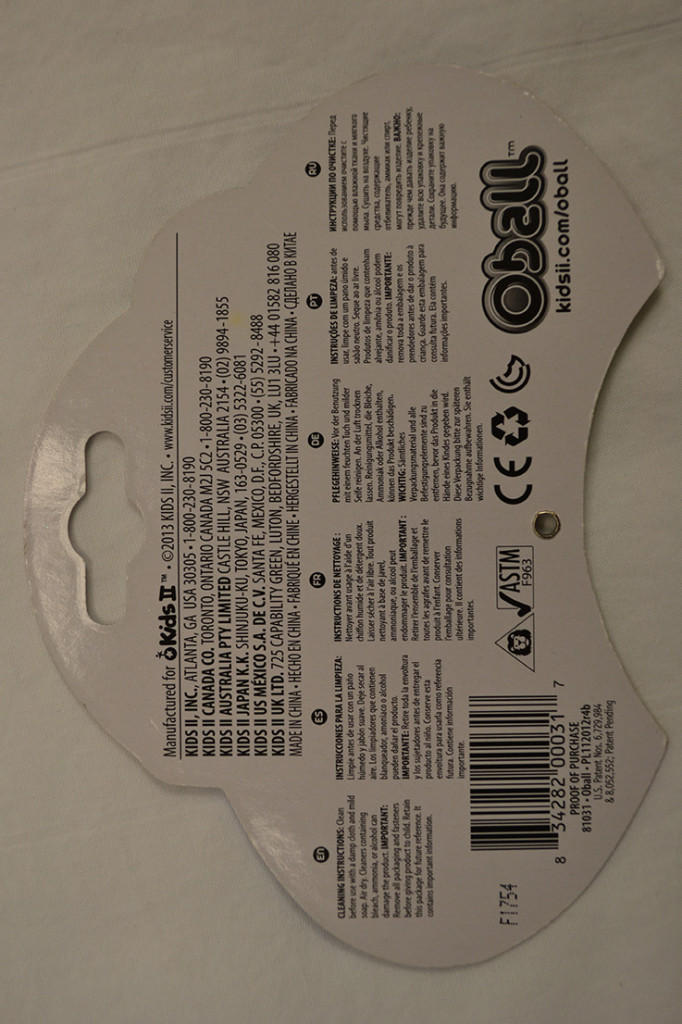 Manufactured for Kids II™ • ©2013 KIDS II, INC. • www.kidsii.com/customerservice
KIDS II, INC., ATLANTA, GA USA 30305 • 1-800-230-8190
KIDS II CANADA CO. TORONTO, ONTARIO CANADA M2J 5C2 • 1-800-230-8190
KIDS II AUSTRALIA PTY LIMITED CASTLE HILL, NSW AUSTRALIA 2154 • (02) 9894-1855
KIDS II JAPAN K.K. SHINJUKU-KU, TOKYO, JAPAN, 163-0529 • (03) 5322-6081
KIDS II US MEXICO S.A. DE C.V. SANTA FE, MEXICO, D.F., C.P. 05300 • (55) 5292-8488
KIDS II UK LTD. 725 CAPABILITY GREEN, LUTON, BEDFORDSHIRE, UK, LU1 3LU • +44 01582 816 080
MADE IN CHINA • HECHO EN CHINA • FABRIQUÉ EN CHINE • HERGESTELLT IN CHINA • FABRICADO NA CHINA • СДЕЛАНО В КИТАЕ
EN
CLEANING INSTRUCTIONS: Clean
before use with a damp cloth and mild
soap. Air dry. Cleaners containing
bleach, ammonia, or alcohol can
damage the product. IMPORTANT:
Remove all packaging and fasteners
before giving product to child. Retain
this package for future reference. It
contains important information.
ES
INSTRUCCIONES PARA LA LIMPIEZA:
Limpie antes de usar con un paño
húmedo y jabón suave. Deje secar al
aire. Los limpiadores que contienen
blanqueador, amoníaco o alcohol
pueden dañar el producto.
IMPORTANTE: Retire toda la envoltura
y los sujetadores antes de entregar el
producto al niño. Conserve esta
envoltura para usarla como referencia
futura. Contiene información
importante.
FR
INSTRUCTIONS DE NETTOYAGE :
Nettoyer avant usage à l'aide d'un
chiffon humide et de détergent doux.
Laisser sécher à l'air libre. Tout produit
nettoyant à base de Javel,
ammoniaque, ou alcool peut
endommager le produit. IMPORTANT :
Retirer l'ensemble de l'emballage et
toutes les agrafes avant de remettre le
produit à l'enfant. Conserver
l'emballage pour consultation
ultérieure. Il contient des informations
importantes.
DE
PFLEGEHINWEISE: Vor der Benutzung
mit einem feuchten Tuch und milder
Seife reinigen. An der Luft trocknen
lassen. Reinigungsmittel, die Bleiche,
Ammoniak oder Alkohol enthalten,
können das Produkt beschädigen.
WICHTIG: Sämtliches
Verpackungsmaterial und alle
Befestigungselemente sind zu
entfernen, bevor das Produkt in die
Hände eines Kindes gegeben wird.
Diese Verpackung bitte zur späteren
Bezugnahme aufbewahren. Sie enthält
wichtige Informationen.
PT
INSTRUÇÕES DE LIMPEZA: antes de
usar, limpe com um pano úmido e
sabão neutro. Seque ao ar livre.
Produtos de limpeza que contenham
alvejante, amônia ou álcool podem
danificar o produto. IMPORTANTE:
remova toda a embalagem e os
prendedores antes de dar o produto à
criança. Guarde esta embalagem para
consulta futura. Ela contém
informações importantes.
RU
ИНСТРУКЦИИ ПО ОЧИСТКЕ: Перед
использованием очистите с
помощью влажной ткани и мягкого
мыла. Сушить на воздухе. Чистящие
средства, содержащие
отбеливатель, аммиак или спирт,
могут повредить изделие. ВАЖНО:
прежде чем давать изделие ребенку,
удалите всю упаковку и крепежные
детали. Сохраните упаковку на
будущее. Она содержит важную
информацию.
F1754
8 34282 00031 7
PROOF OF PURCHASE
81031 • Oball • PL112012r4b
U.S. Patent Nos. 6,729,984
& 8,052,552; Patent Pending
ASTM
F963
CE
Oball™
kidsii.com/oball